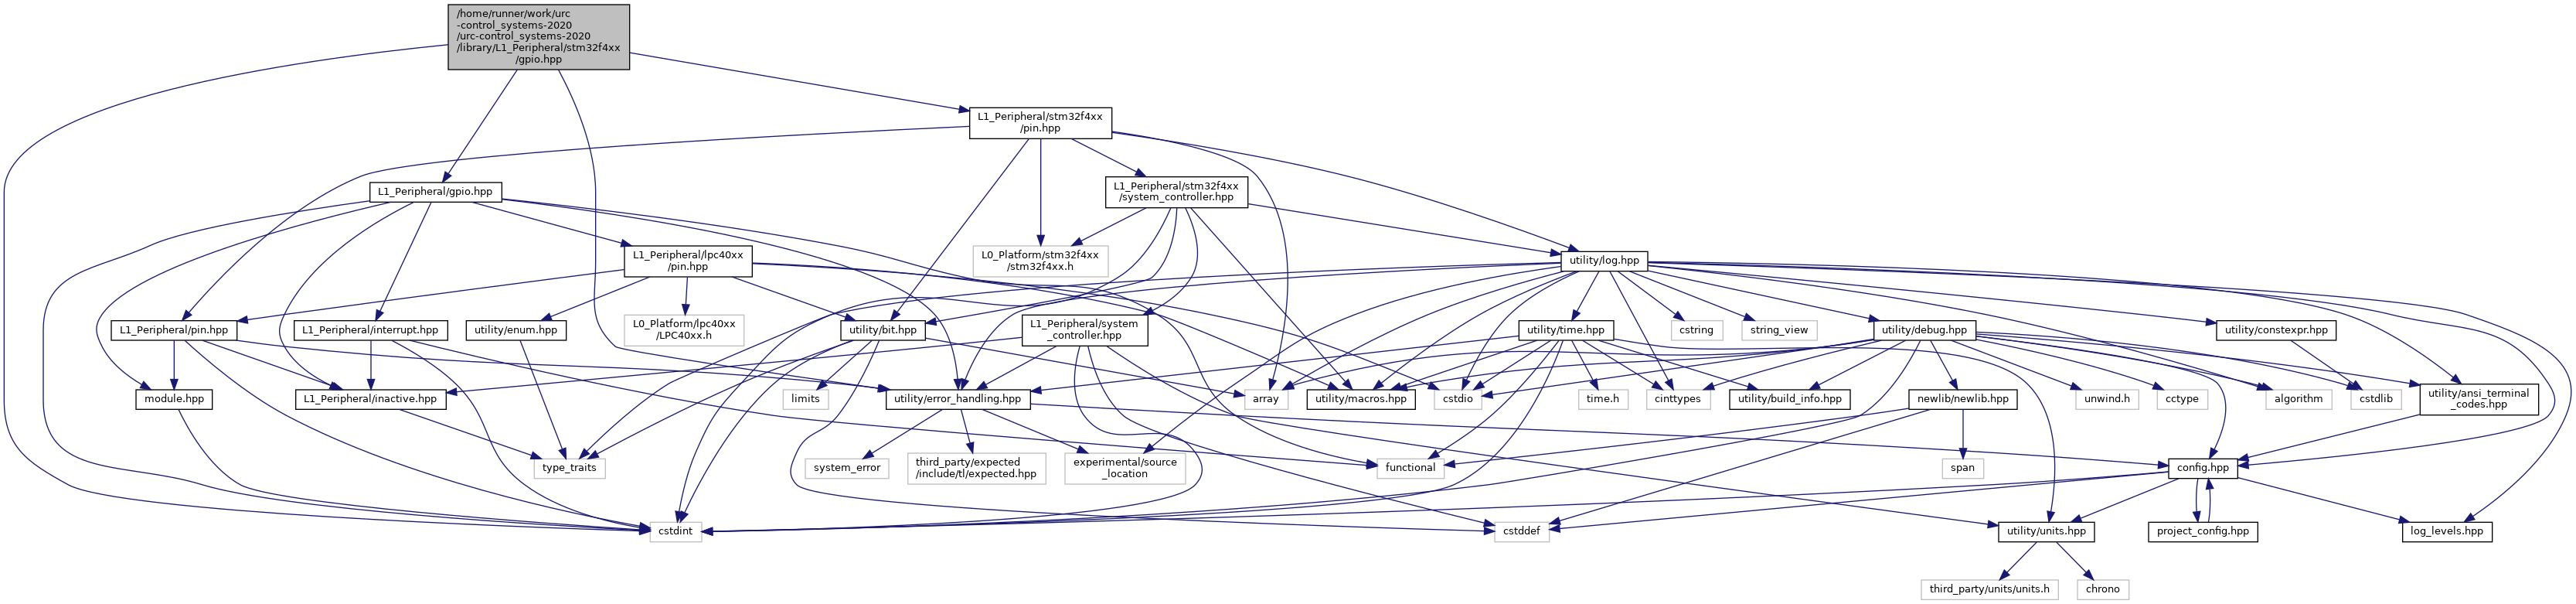 /home/runner/work/urc
-control_systems-2020
/urc-control_systems-2020
/library/L1_Peripheral/stm32f4xx
/gpio.hpp
L1_Peripheral/stm32f4xx
/pin.hpp
L1_Peripheral/gpio.hpp
L1_Peripheral/stm32f4xx
/system_controller.hpp
L1_Peripheral/lpc40xx
/pin.hpp
L0_Platform/stm32f4xx
/stm32f4xx.h
utility/log.hpp
L1_Peripheral/pin.hpp
L1_Peripheral/interrupt.hpp
utility/enum.hpp
L0_Platform/lpc40xx
/LPC40xx.h
utility/bit.hpp
L1_Peripheral/system
_controller.hpp
utility/time.hpp
cstring
string_view
utility/debug.hpp
utility/constexpr.hpp
module.hpp
L1_Peripheral/inactive.hpp
limits
utility/error_handling.hpp
array
utility/macros.hpp
cstdio
time.h
cinttypes
utility/build_info.hpp
newlib/newlib.hpp
unwind.h
cctype
algorithm
cstdlib
utility/ansi_terminal
_codes.hpp
type_traits
system_error
third_party/expected
/include/tl/expected.hpp
experimental/source
_location
functional
span
config.hpp
cstdint
cstddef
utility/units.hpp
project_config.hpp
log_levels.hpp
third_party/units/units.h
chrono